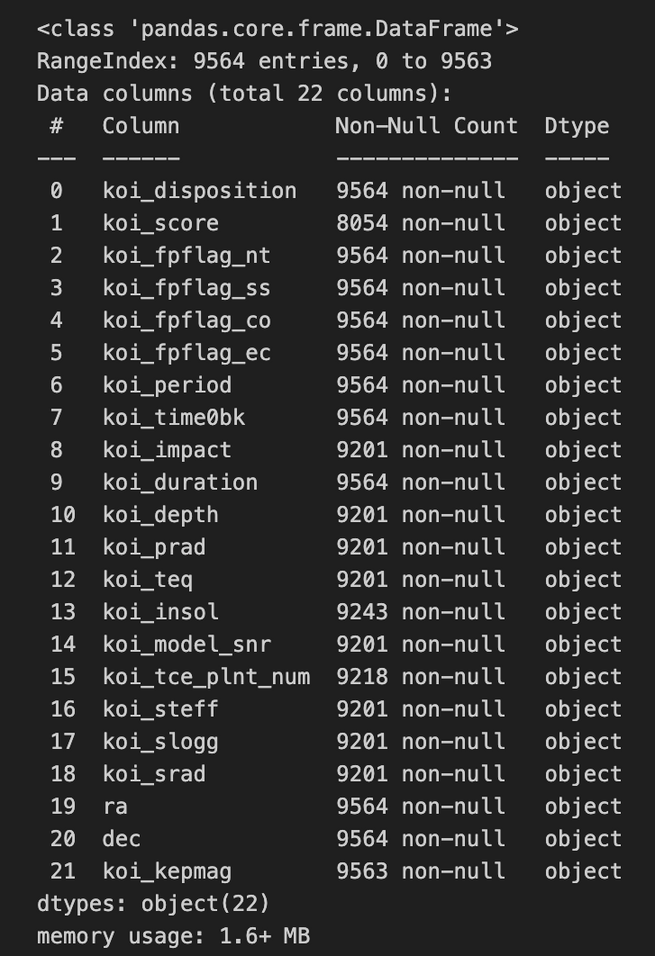 <class 'pandas.core.frame.DataFrame'>
RangeIndex: 9564 entries, 0 to 9563
Data columns (total 22 columns):
 #   Column            Non-Null Count  Dtype
---  ------            --------------  -----
 0   koi_disposition   9564 non-null   object
 1   koi_score         8054 non-null   object
 2   koi_fpflag_nt     9564 non-null   object
 3   koi_fpflag_ss     9564 non-null   object
 4   koi_fpflag_co     9564 non-null   object
 5   koi_fpflag_ec     9564 non-null   object
 6   koi_period        9564 non-null   object
 7   koi_time0bk       9564 non-null   object
 8   koi_impact        9201 non-null   object
 9   koi_duration      9564 non-null   object
 10  koi_depth         9201 non-null   object
 11  koi_prad          9201 non-null   object
 12  koi_teq           9201 non-null   object
 13  koi_insol         9243 non-null   object
 14  koi_model_snr     9201 non-null   object
 15  koi_tce_plnt_num  9218 non-null   object
 16  koi_steff         9201 non-null   object
 17  koi_slogg         9201 non-null   object
 18  koi_srad          9201 non-null   object
 19  ra                9564 non-null   object
 20  dec               9564 non-null   object
 21  koi_kepmag        9563 non-null   object
dtypes: object(22)
memory usage: 1.6+ MB